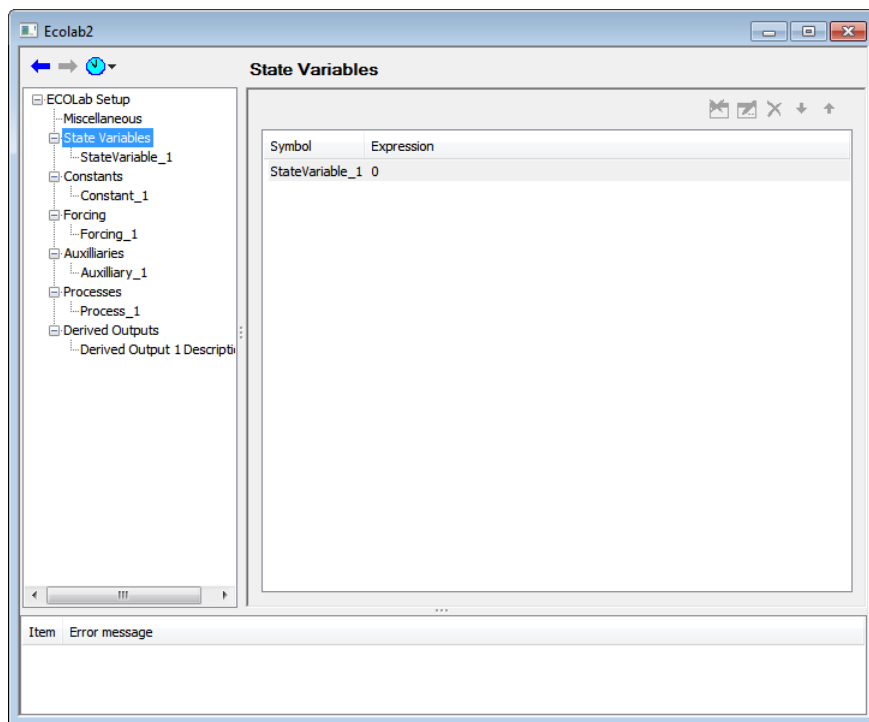 Ecolab2
State Variables
ECOLab Setup
Miscellaneous
State Variables
StateVariable_1
Constants
Constant_1
Forcing
Forcing_1
Auxilliaries
Auxilliary_1
Processes
Process_1
Derived Outputs
Derived Output 1 Descripti
Symbol Expression
StateVariable_1 0
Item Error message